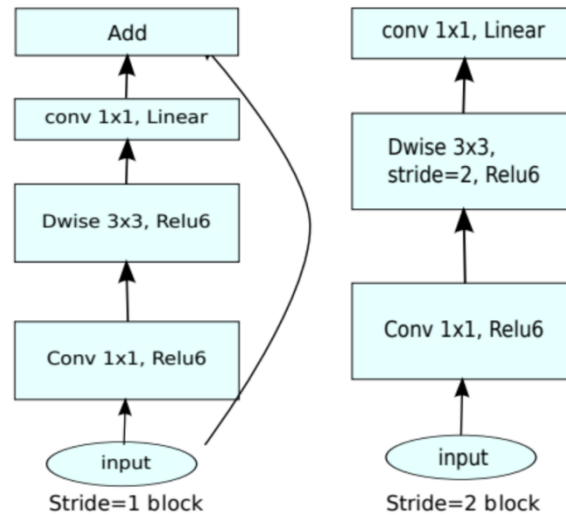 Add
conv 1x1, Linear
Dwise 3x3, Relu6
Conv 1x1, Relu6
input
Stride=1 block
conv 1x1, Linear
Dwise 3x3,
stride=2, Relu6
Conv 1x1, Relu6
input
Stride=2 block